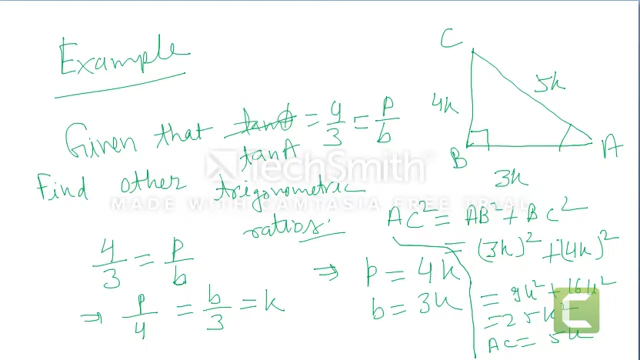 Example
Given that tanθ = 4/3 = P/b
tanA
Find other trigonometric
ratios:
4/3 = P/b
⇒ P/4 = b/3 = k
⇒ P = 4k
b = 3k
C
4k
5k
B
A
3k
AC² = AB² + BC²
= (3k)² + (4k)²
= 9k² + 16k²
= 25k²
AC = 5k
TechSmith
MADE WITH CAMTASIA FREE TRIAL
C